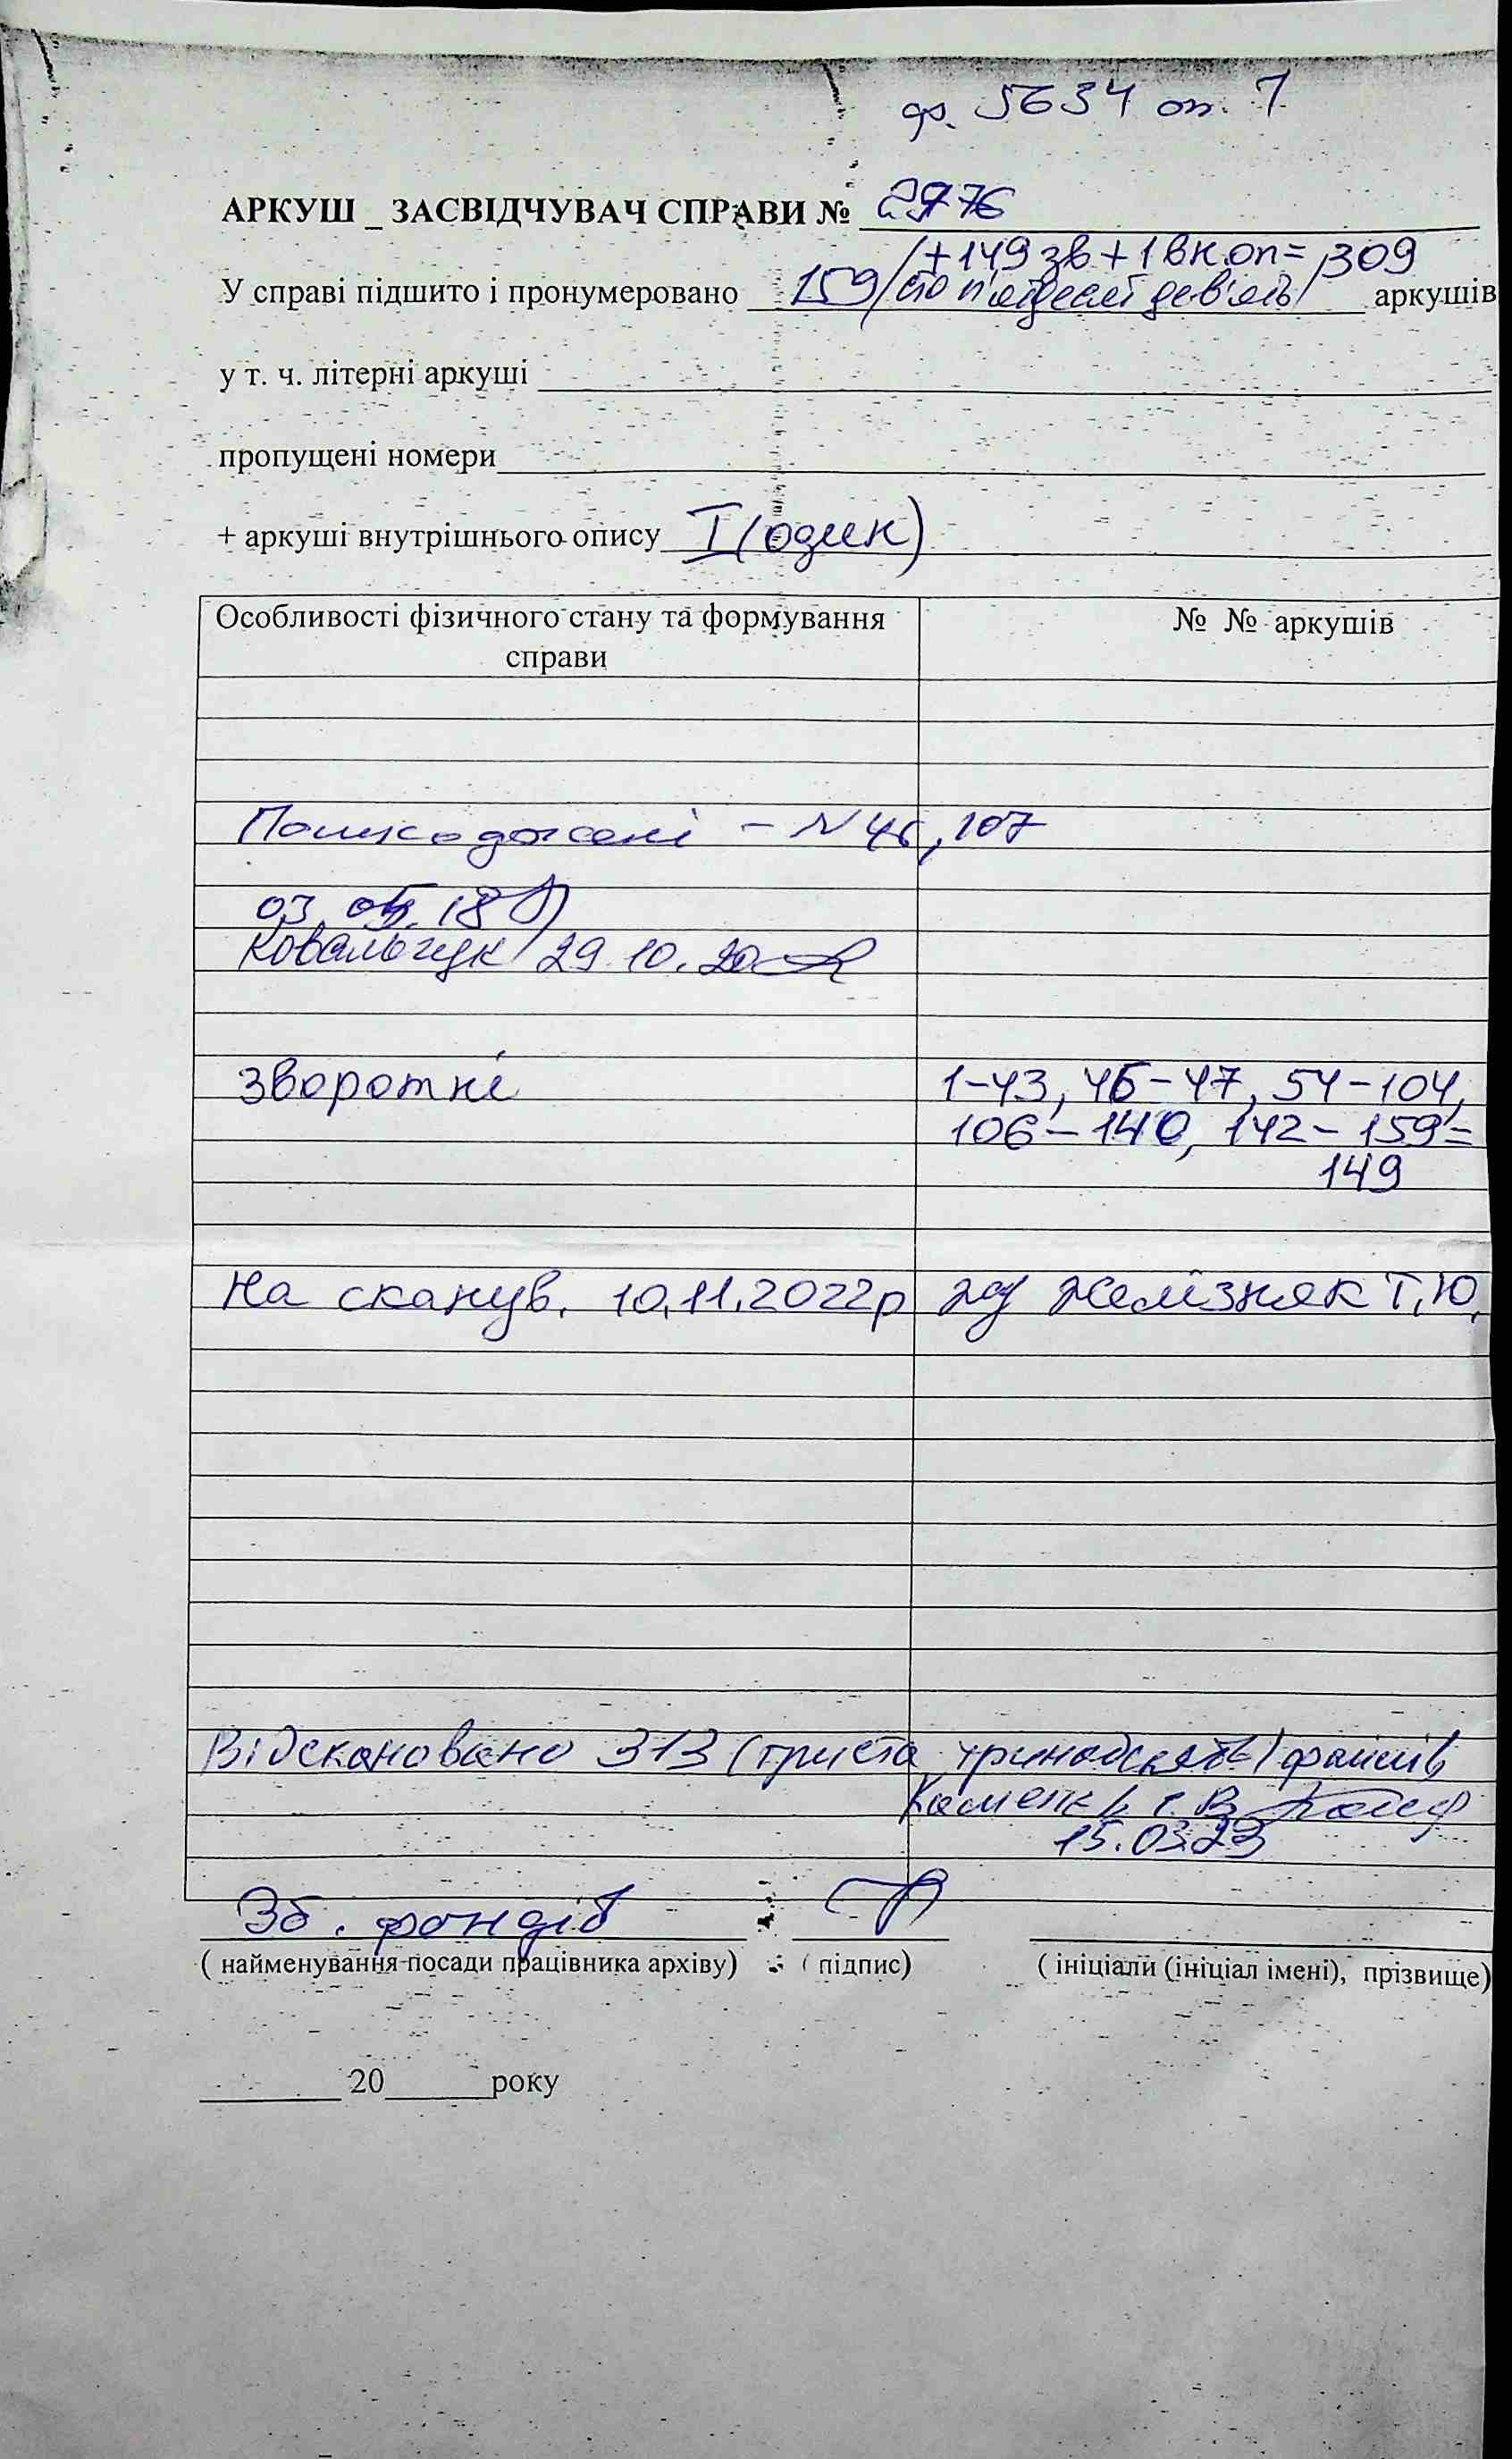 ф. 5634 оп. 1
АРКУШ _ ЗАСВІДЧУВАЧ СПРАВИ № 2976
+149 зв + 1 вн.оп = 309
У справі підшито і пронумеровано 159 (сто п'ятдесят дев'ять) аркушів
у т. ч. літерні аркуші
пропущені номери
+ аркуші внутрішнього опису I (один)
Особливості фізичного стану та формування № № аркушів
справи
Пошкоджені - N 46, 107
03. 05. 18
Ковальчук 29.10.20
зворотні 1-43, 46-47, 54-104,
106-140, 142-159=
149
На сканув. 10.11.2022р Желізняк Т.Ю.
Відскановано 313 (триста тринадцять) файлів
15.03.23
Зб. фондів
( найменування посади працівника архіву) ( підпис) ( ініціали (ініціал імені), прізвище)
20 року